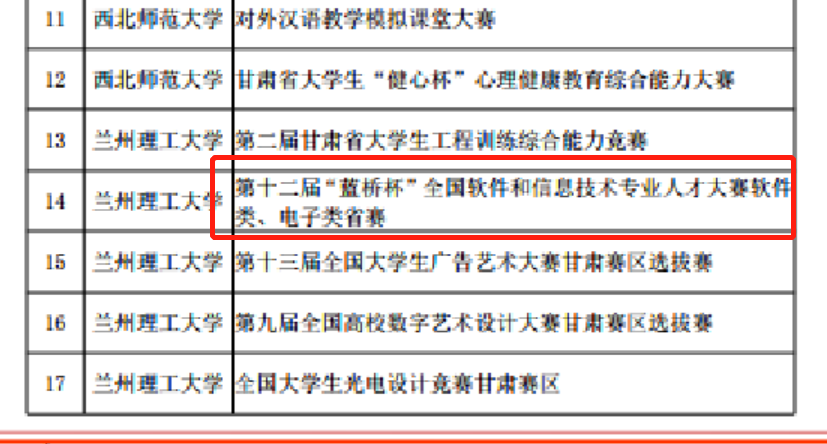 11 西北师范大学 对外汉语教学模拟课堂大赛
12 西北师范大学 甘肃省大学生“健心杯”心理健康教育综合能力大赛
13 兰州理工大学 第二届甘肃省大学生工程训练综合能力竞赛
14 兰州理工大学 第十二届“蓝桥杯”全国软件和信息技术专业人才大赛软件
类、电子类省赛
15 兰州理工大学 第十三届全国大学生广告艺术大赛甘肃赛区选拔赛
16 兰州理工大学 第九届全国高校数字艺术设计大赛甘肃赛区选拔赛
17 兰州理工大学 全国大学生光电设计竞赛甘肃赛区